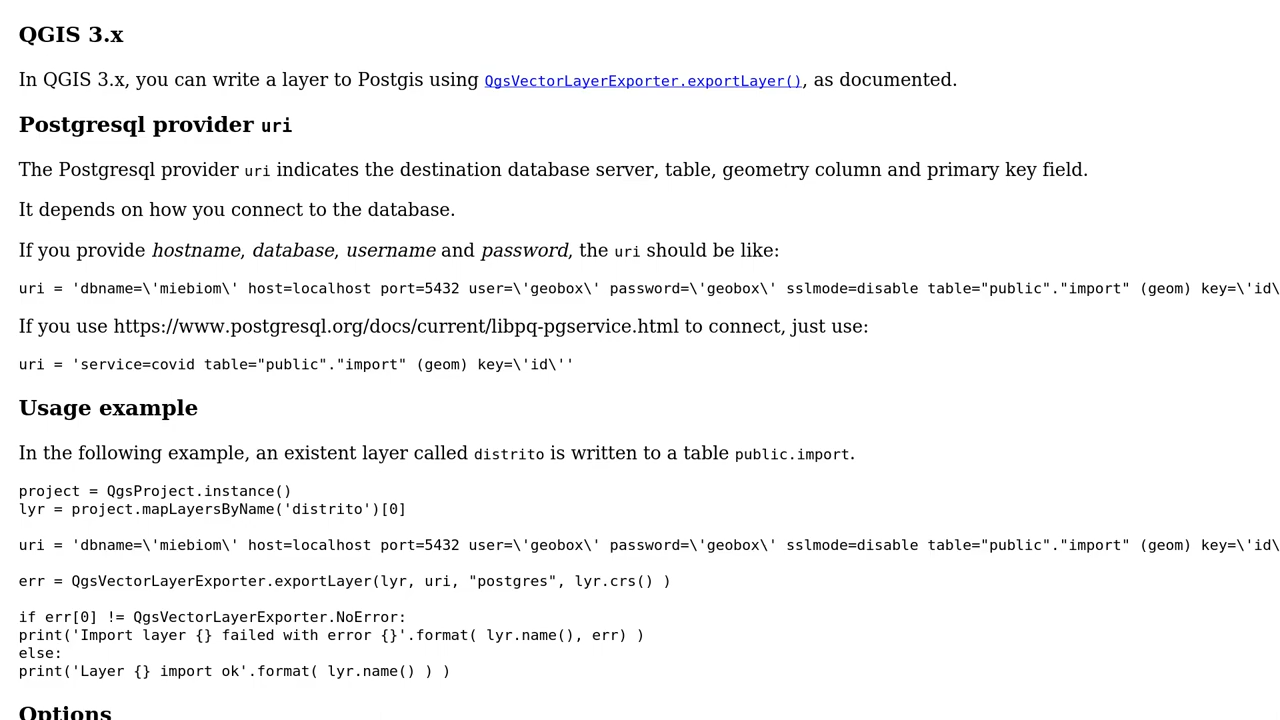 QGIS 3.x
In QGIS 3.x, you can write a layer to Postgis using QgsVectorLayerExporter.exportLayer(), as documented.
Postgresql provider uri
The Postgresql provider uri indicates the destination database server, table, geometry column and primary key field.
It depends on how you connect to the database.
If you provide hostname, database, username and password, the uri should be like:
uri = 'dbname=\'miebiom\' host=localhost port=5432 user=\'geobox\' password=\'geobox\' sslmode=disable table="public"."import" (geom) key=\'id\
If you use https://www.postgresql.org/docs/current/libpq-pgservice.html to connect, just use:
uri = 'service=covid table="public"."import" (geom) key=\'id\''
Usage example
In the following example, an existent layer called distrito is written to a table public.import.
project = QgsProject.instance()
lyr = project.mapLayersByName('distrito')[0]
uri = 'dbname=\'miebiom\' host=localhost port=5432 user=\'geobox\' password=\'geobox\' sslmode=disable table="public"."import" (geom) key=\'id\
err = QgsVectorLayerExporter.exportLayer(lyr, uri, "postgres", lyr.crs() )
if err[0] != QgsVectorLayerExporter.NoError:
print('Import layer {} failed with error {}'.format( lyr.name(), err) )
else:
print('Layer {} import ok'.format( lyr.name() ) )
Options